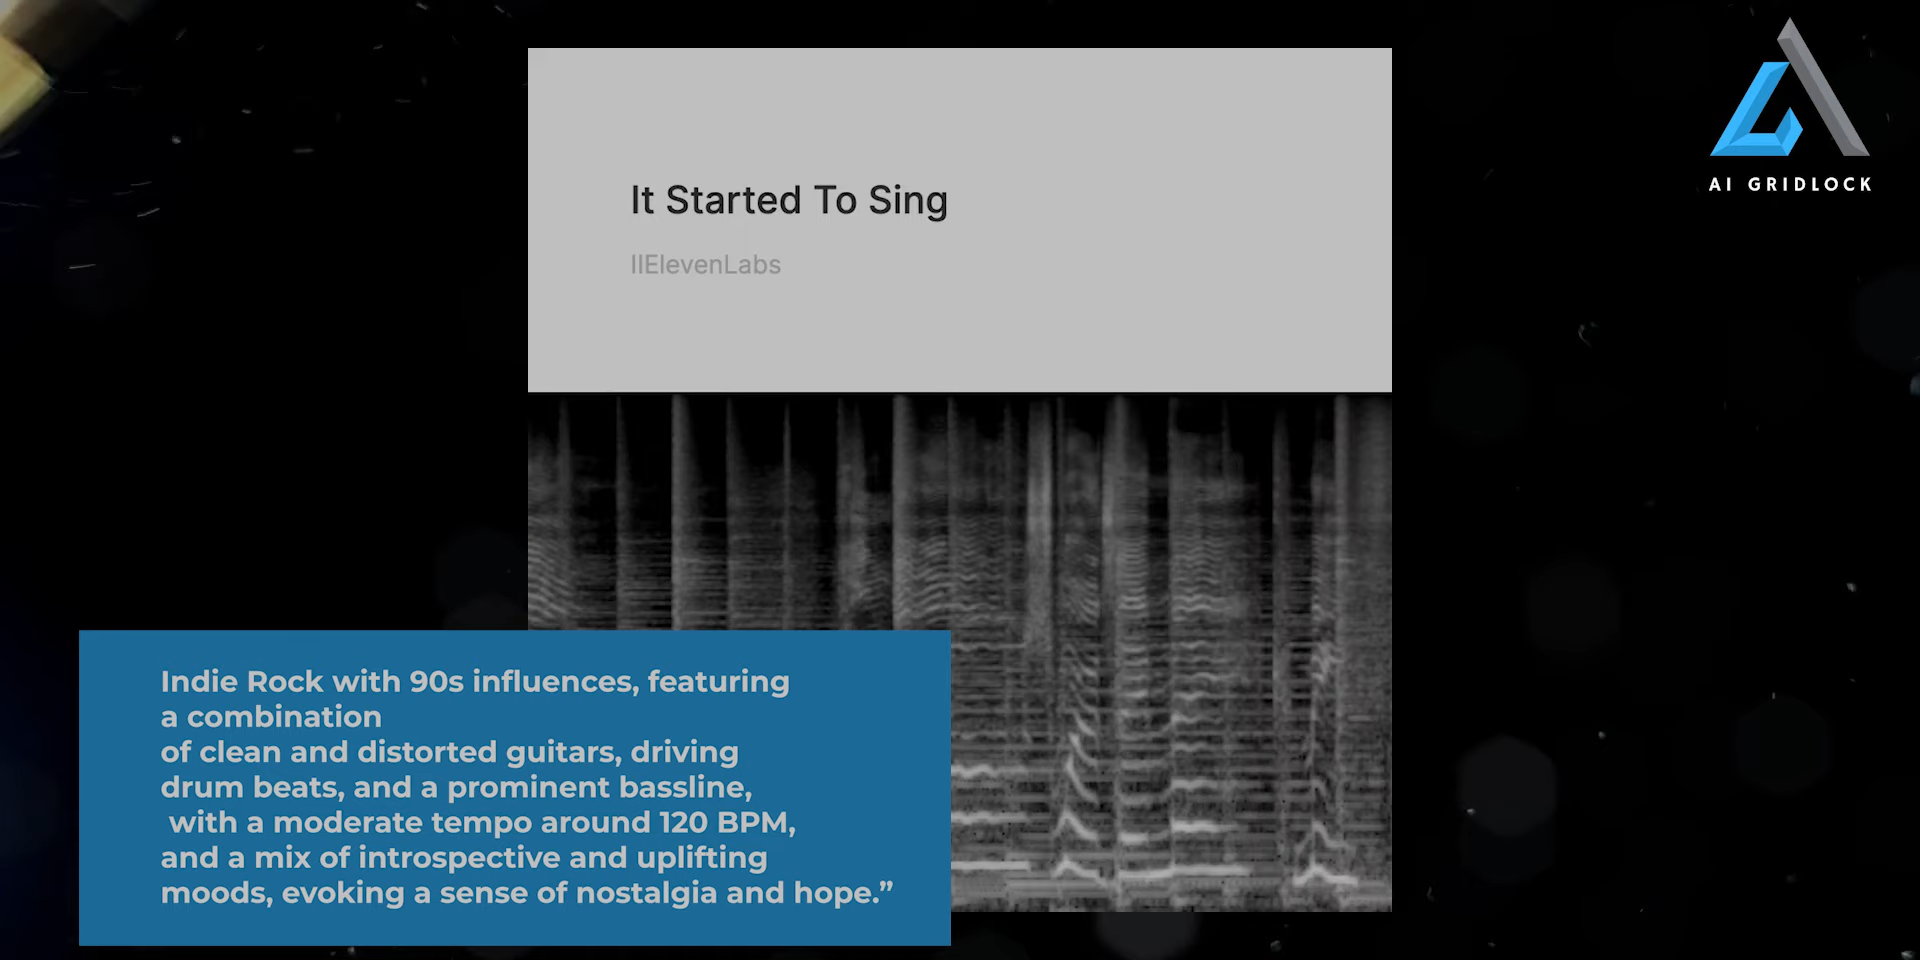 It Started To Sing
IIElevenLabs
AI GRIDLOCK
Indie Rock with 90s influences, featuring
a combination
of clean and distorted guitars, driving
drum beats, and a prominent bassline,
with a moderate tempo around 120 BPM,
and a mix of introspective and uplifting
moods, evoking a sense of nostalgia and hope.”